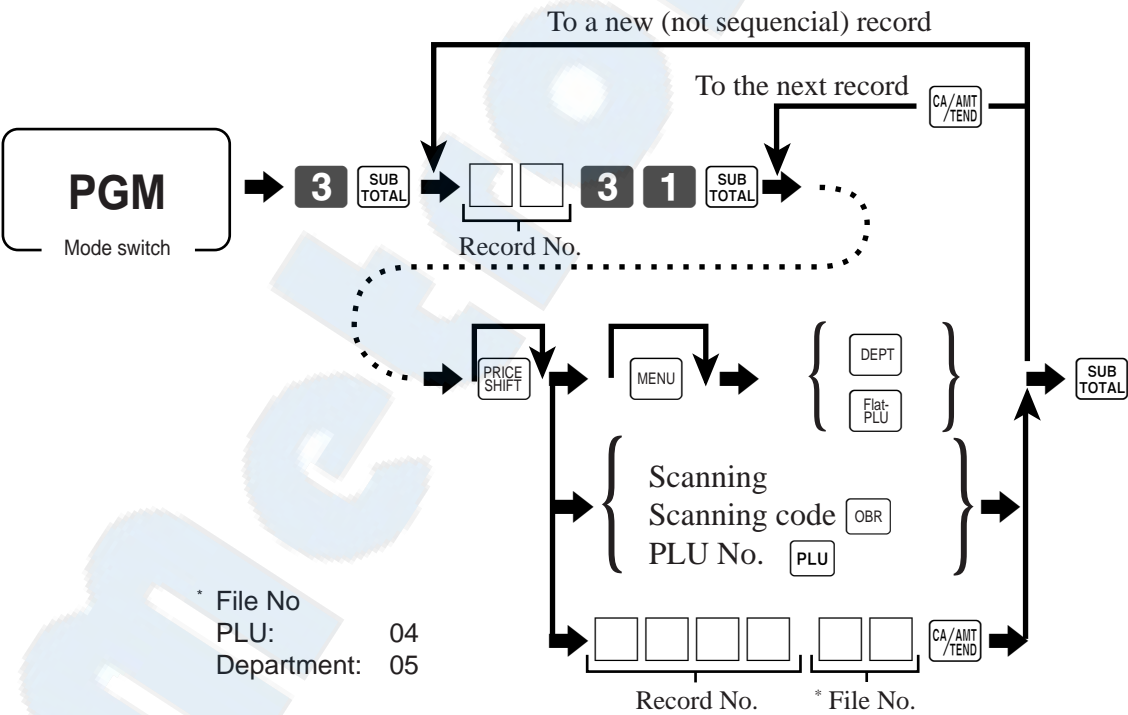 To a new (not sequencial) record
To the next record
CA/AMT
/TEND
PGM
Mode switch
3
SUB
TOTAL
3 1
SUB
TOTAL
Record No.
PRICE
SHIFT
MENU
DEPT
Flat-
PLU
SUB
TOTAL
Scanning
Scanning code OBR
PLU No. PLU
* File No
PLU: 04
Department: 05
CA/AMT
/TEND
Record No.
* File No.